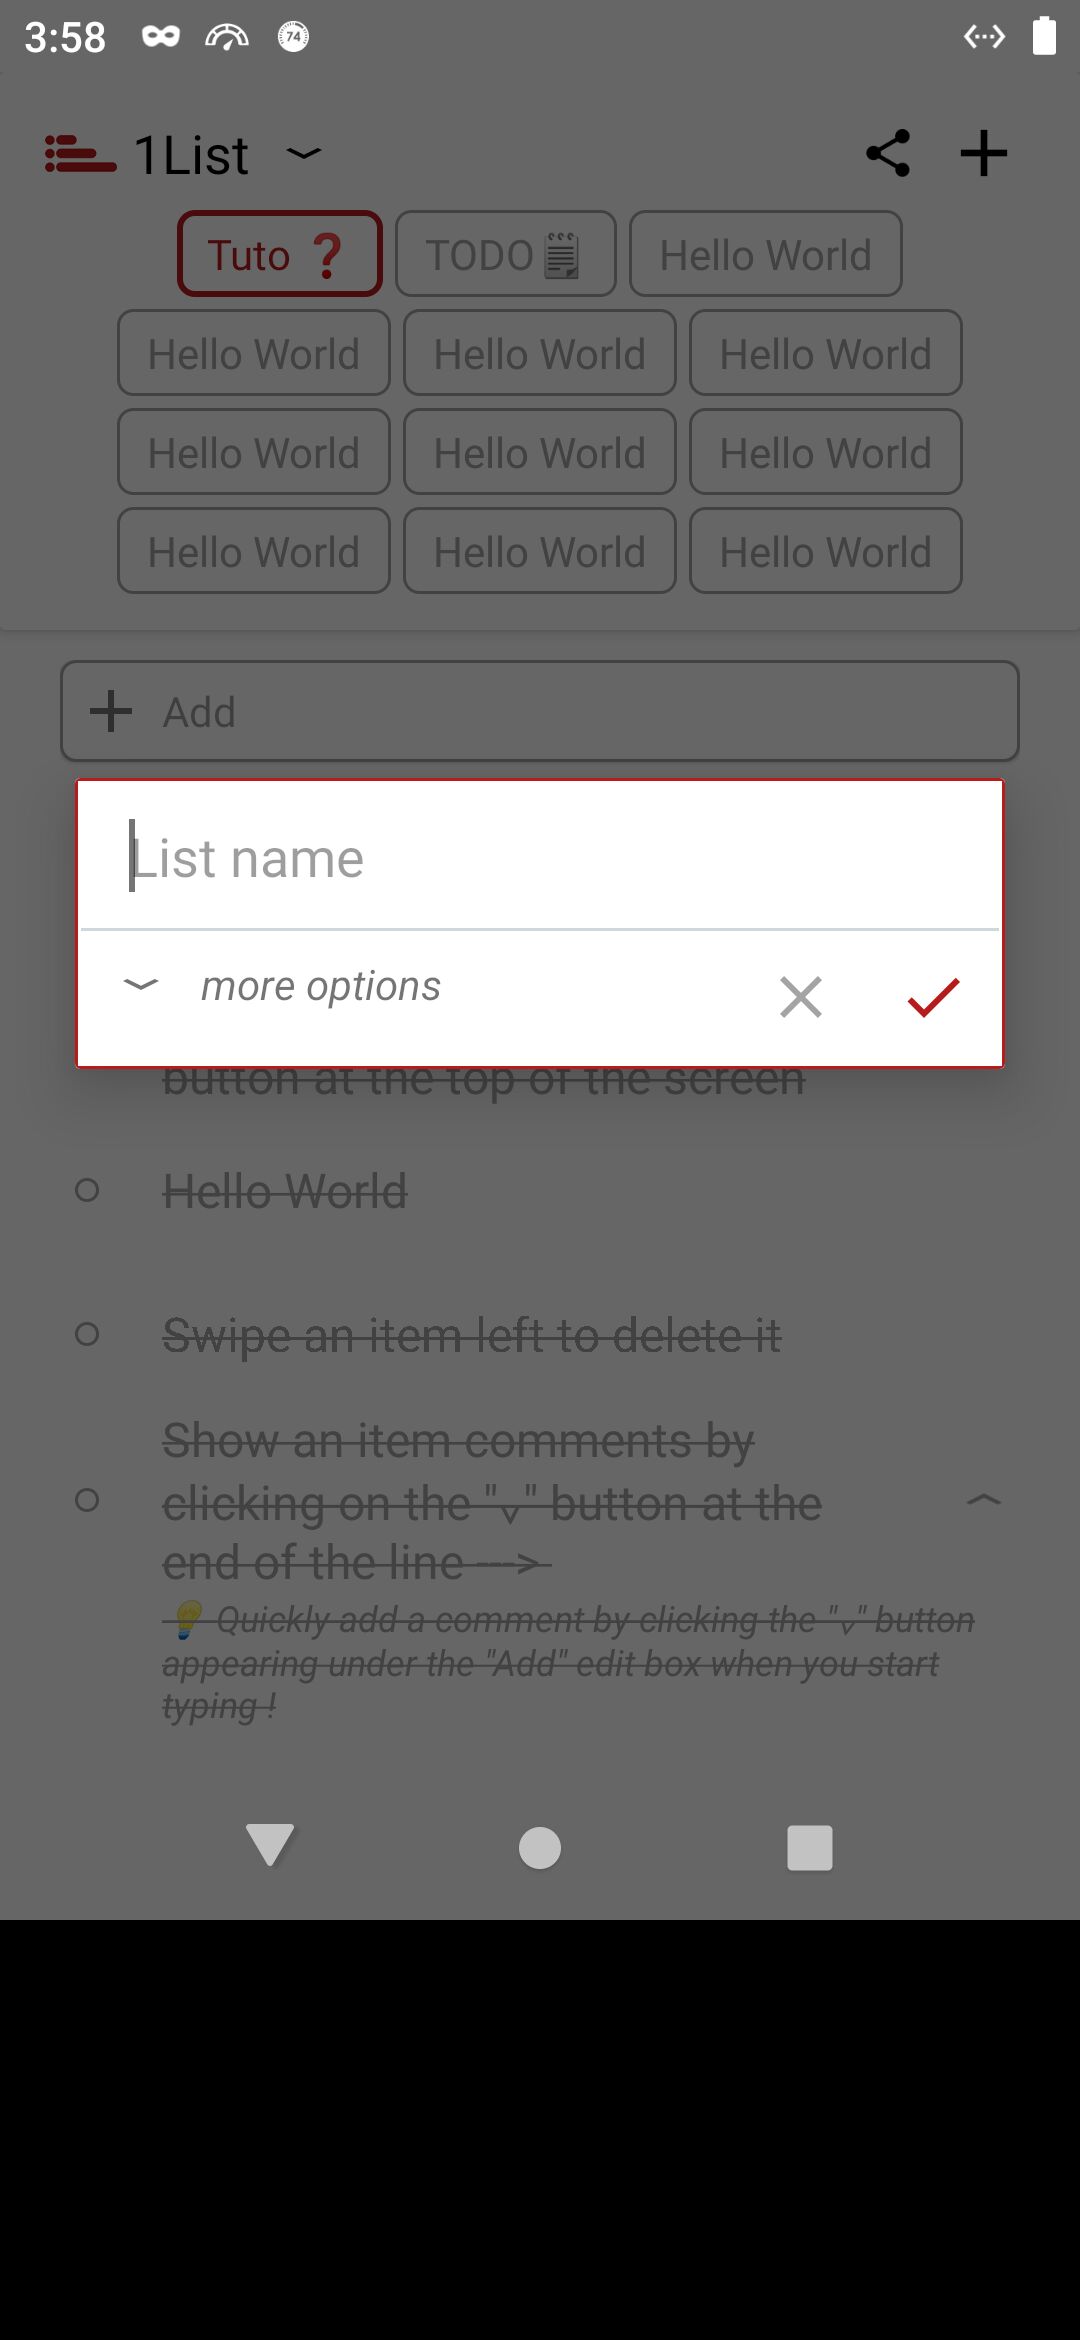 3:58
74
1List
Tuto ❓
TODO🗒
Hello World
Hello World
Hello World
Hello World
Hello World
Hello World
Hello World
Hello World
Hello World
Hello World
Add
List name
more options
button at the top of the screen
Hello World
Swipe an item left to delete it
Show an item comments by
clicking on the "˅" button at the
end of the line --->
💡 Quickly add a comment by clicking the "˅" button
appearing under the "Add" edit box when you start
typing !